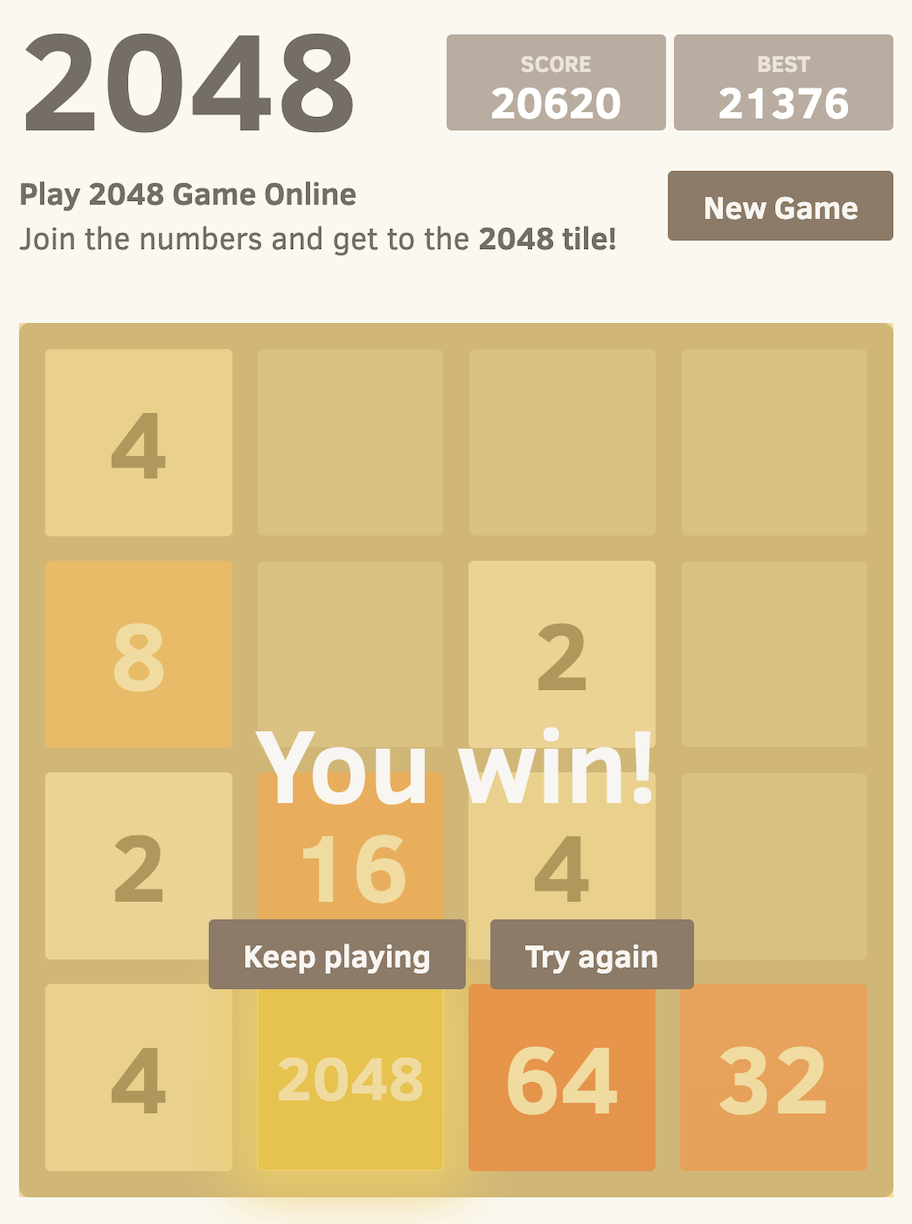 2048
SCORE
20620
BEST
21376
Play 2048 Game Online
Join the numbers and get to the 2048 tile!
New Game
4
8 2
You win!
2 16 4
Keep playing Try again
4 2048 64 32